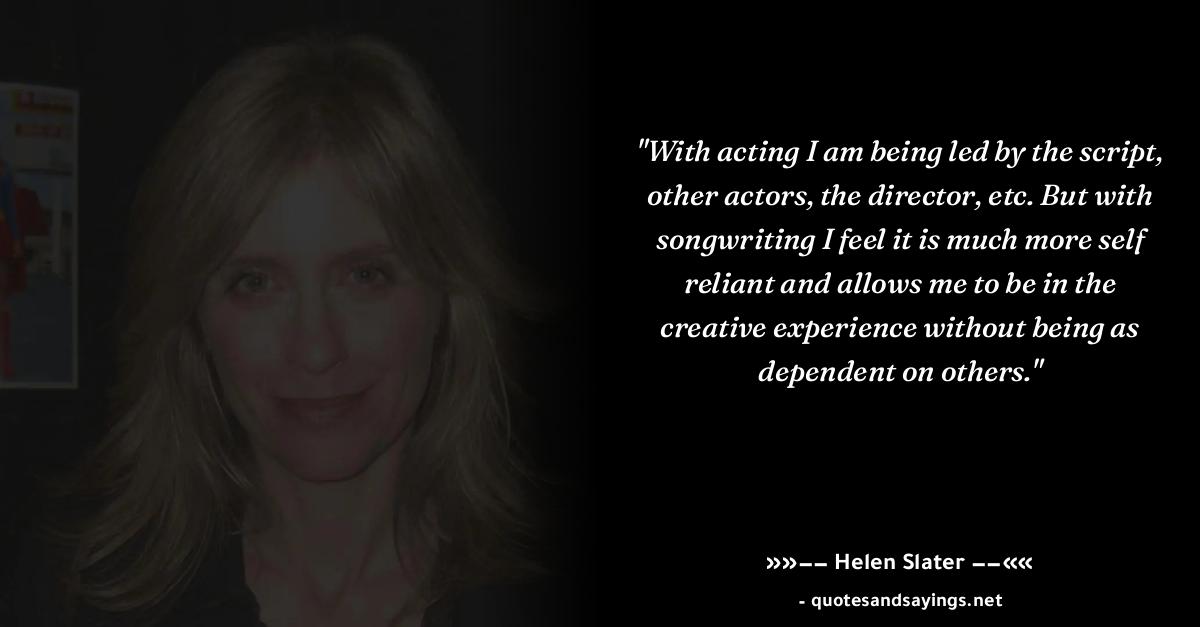 "With acting I am being led by the script,
other actors, the director, etc. But with
songwriting I feel it is much more self
reliant and allows me to be in the
creative experience without being as
dependent on others."
»»–– Helen Slater ––««
- quotesandsayings.net